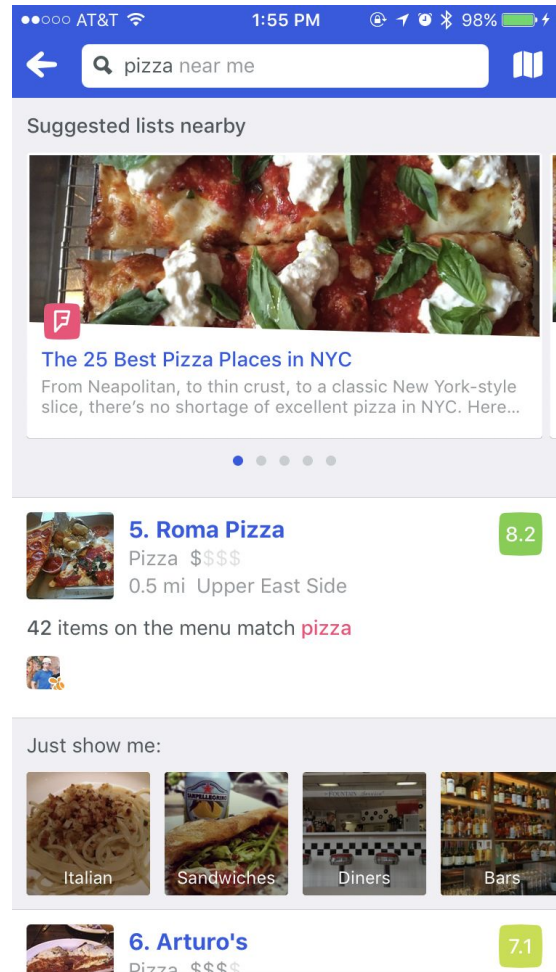 AT&T 1:55 PM 98%
pizza near me
Suggested lists nearby
The 25 Best Pizza Places in NYC
From Neapolitan, to thin crust, to a classic New York-style
slice, there’s no shortage of excellent pizza in NYC. Here...
5. Roma Pizza 8.2
Pizza $$$$
0.5 mi Upper East Side
42 items on the menu match pizza
Just show me:
Italian Sandwiches Diners Bars
6. Arturo's 7.1
Pizza $$$$